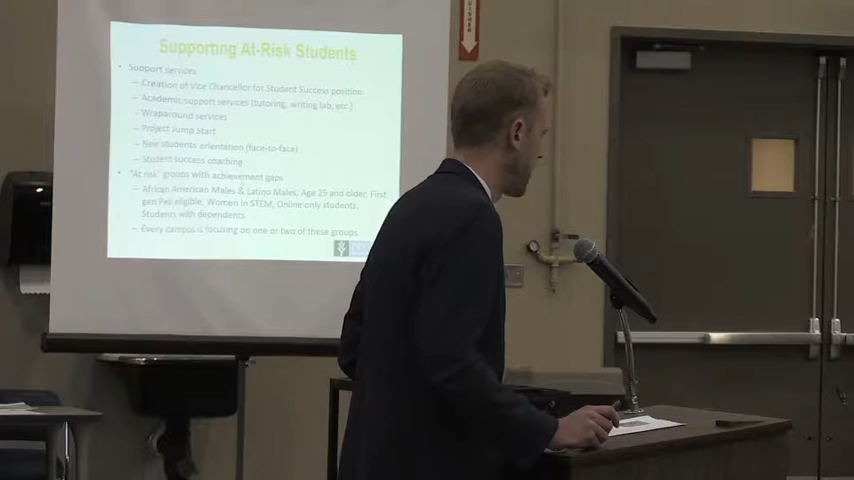 Supporting At-Risk Students
• Support services
– Creation of Vice Chancellor for Student Success position
– Academic support services (tutoring, writing lab, etc.)
– Wraparound services
– Project Jump Start
– New students orientation (face-to-face)
– Student success coaching
• "At risk" groups with achievement gaps
– African American Males & Latino Males, Age 25 and older, First
gen Pell eligible, Women in STEM, Online only students,
Students with dependents
– Every campus is focusing on one or two of these groups